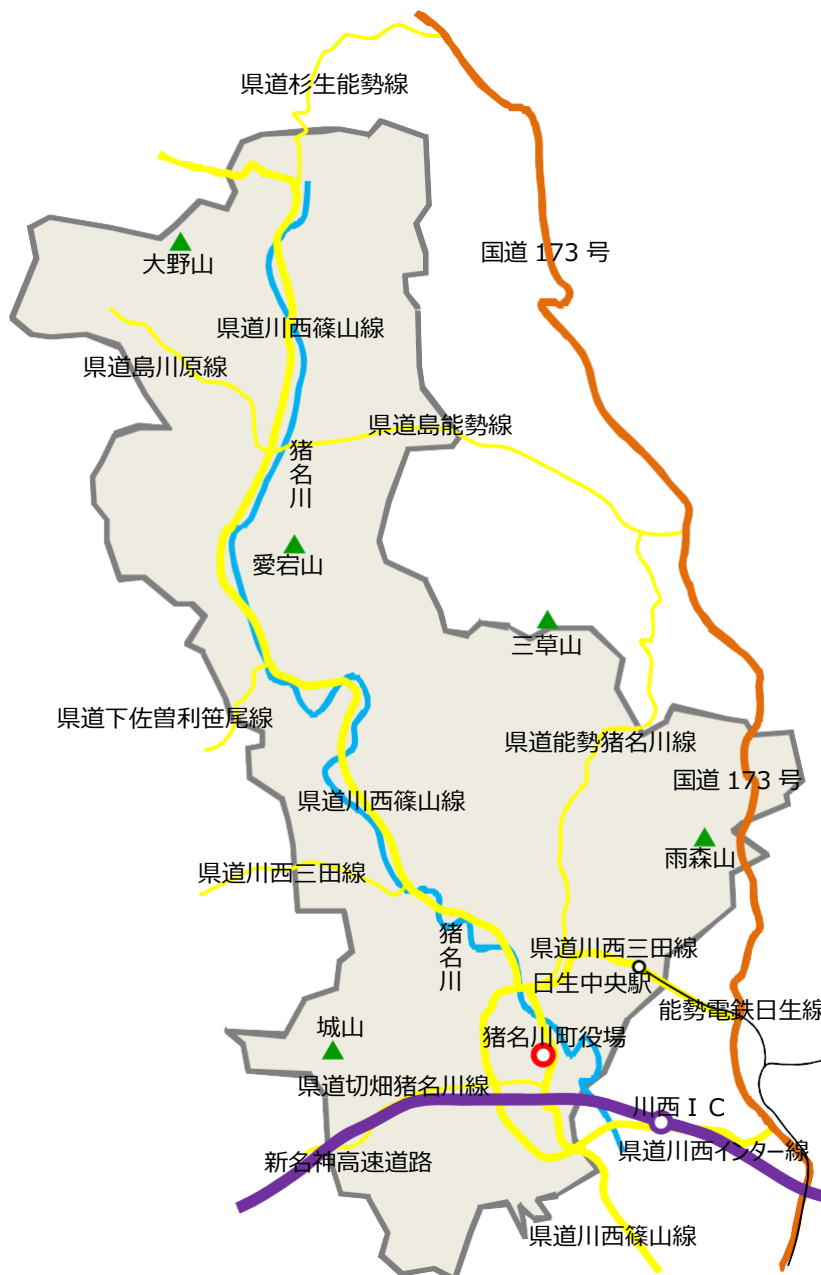 県道杉生能勢線
国道 173 号
大野山
県道川西篠山線
県道島川原線
県道島能勢線
猪名川
愛宕山
三草山
県道下佐曽利笹尾線
県道能勢猪名川線
国道 173 号
県道川西篠山線
雨森山
県道川西三田線
猪名川
県道川西三田線
日生中央駅
能勢電鉄日生線
城山
猪名川町役場
県道切畑猪名川線
川西ＩＣ
県道川西インター線
新名神高速道路
県道川西篠山線